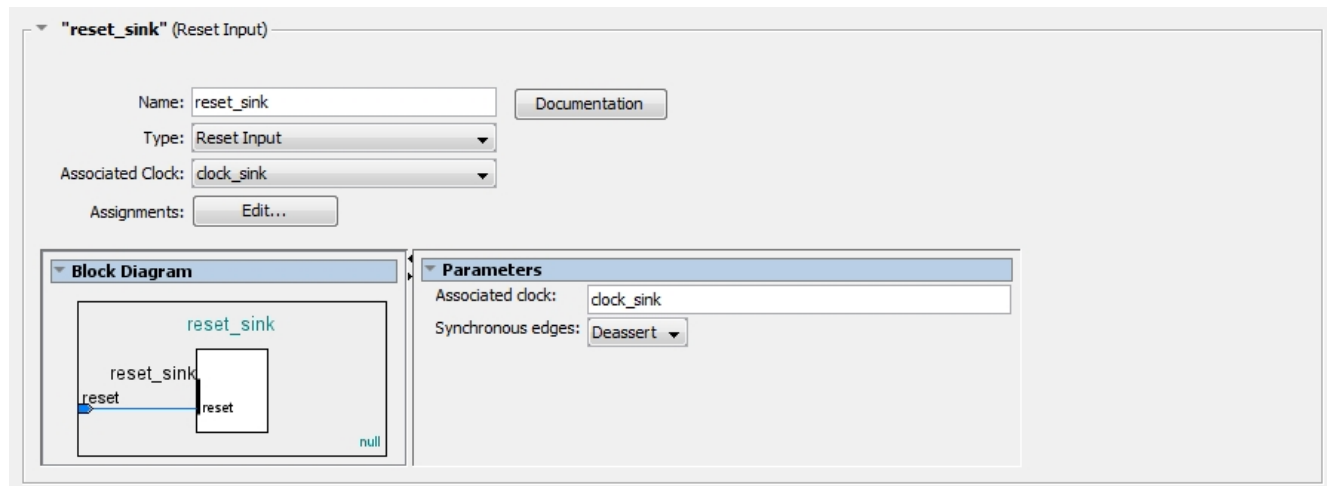 "reset_sink" (Reset Input)
Name: reset_sink
Documentation
Type: Reset Input
Associated Clock: clock_sink
Assignments: Edit...
Block Diagram
reset_sink
reset_sink
reset
reset
null
Parameters
Associated clock: clock_sink
Synchronous edges: Deassert